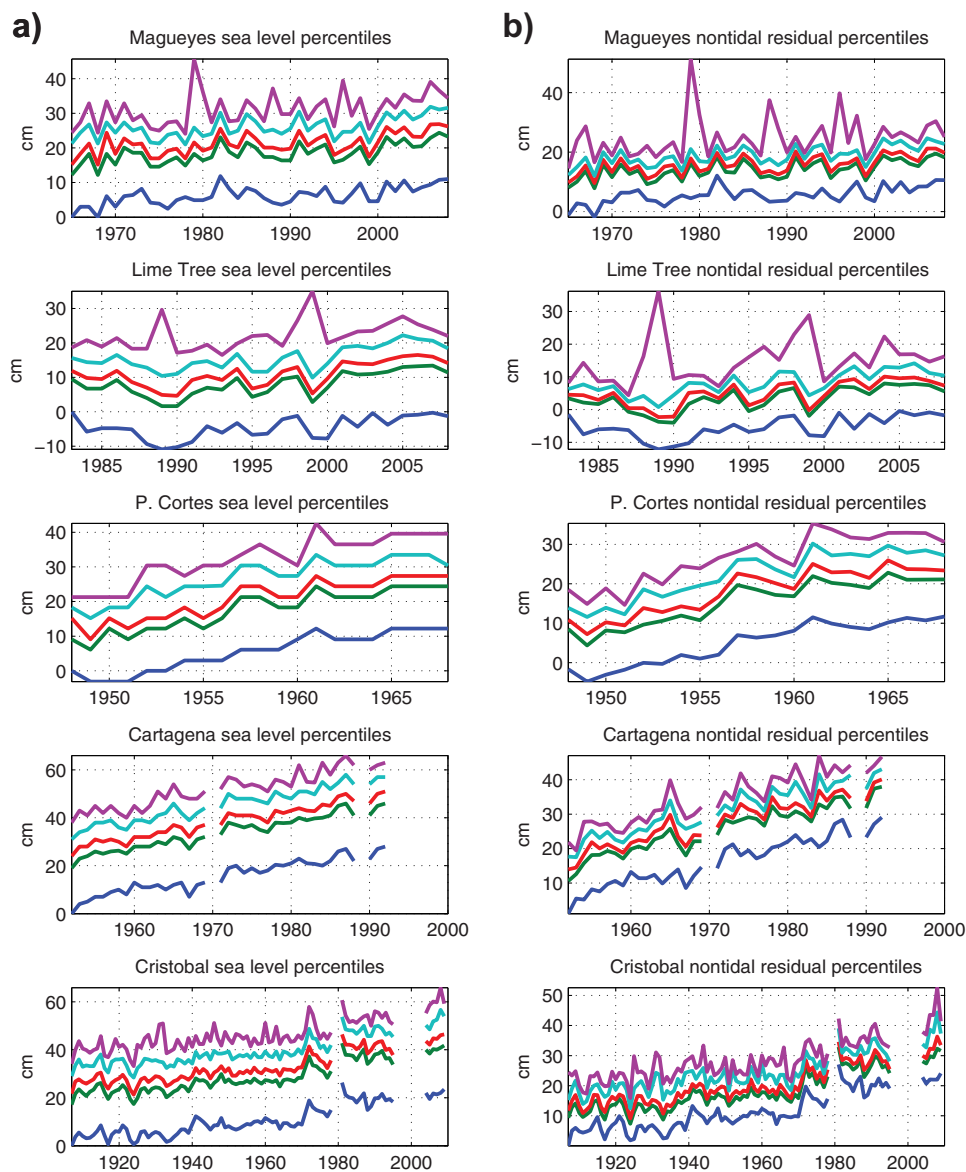 a)
Magueyes sea level percentiles
40
30
20
10
0
cm
1970 1980 1990 2000
Lime Tree sea level percentiles
30
20
10
0
−10
cm
1985 1990 1995 2000 2005
P. Cortes sea level percentiles
40
30
20
10
0
cm
1950 1955 1960 1965
Cartagena sea level percentiles
60
40
20
0
cm
1960 1970 1980 1990 2000
Cristobal sea level percentiles
60
40
20
0
cm
1920 1940 1960 1980 2000
b)
Magueyes nontidal residual percentiles
40
20
0
cm
1970 1980 1990 2000
Lime Tree nontidal residual percentiles
30
20
10
0
−10
cm
1985 1990 1995 2000 2005
P. Cortes nontidal residual percentiles
30
20
10
0
cm
1950 1955 1960 1965
Cartagena nontidal residual percentiles
40
30
20
10
cm
1960 1970 1980 1990 2000
Cristobal nontidal residual percentiles
50
40
30
20
10
cm
1920 1940 1960 1980 2000